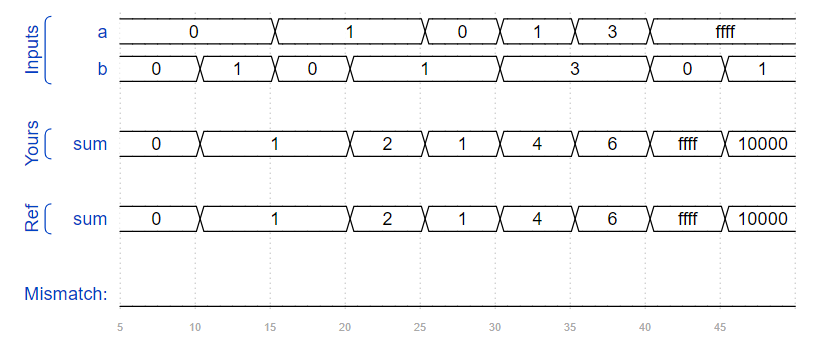 Inputs
a 0 1 0 1 3 ffff
b 0 1 0 1 3 0 1
Yours
sum 0 1 2 1 4 6 ffff 10000
Ref
sum 0 1 2 1 4 6 ffff 10000
Mismatch:
5 10 15 20 25 30 35 40 45